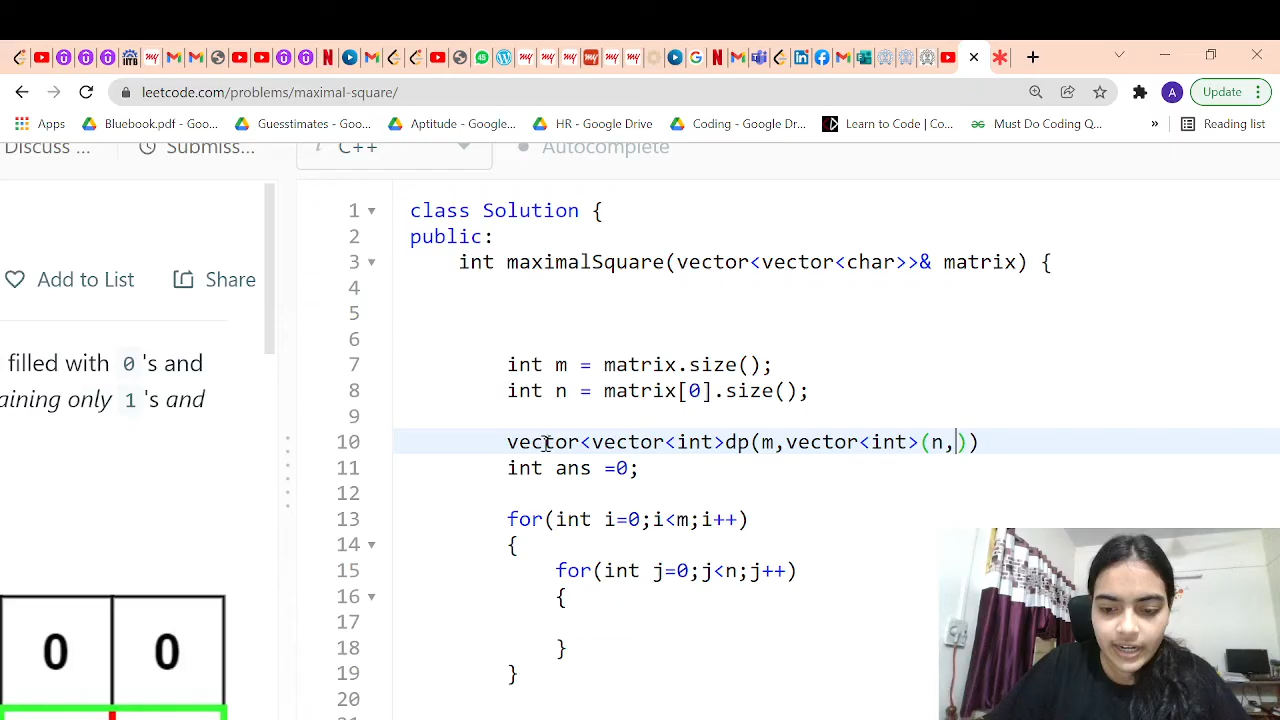 Update
leetcode.com/problems/maximal-square/
Apps Bluebook.pdf - Go... Guesstimates - Goo... Aptitude - Google... HR - Google Drive Coding - Google Dr... Learn to Code | Co... Must Do Coding Q... » Reading list
Discuss ... Submiss... i C++ Autocomplete
Add to List Share
filled with 0's and
aining only 1's and
0 0
1 class Solution {
2 public:
3 int maximalSquare(vector<vector<char>>& matrix) {
4
5
6
7 int m = matrix.size();
8 int n = matrix[0].size();
9
10 vector<vector<int>dp(m,vector<int>(n,))
11 int ans =0;
12
13 for(int i=0;i<m;i++)
14 {
15 for(int j=0;j<n;j++)
16 {
17
18 }
19 }
20